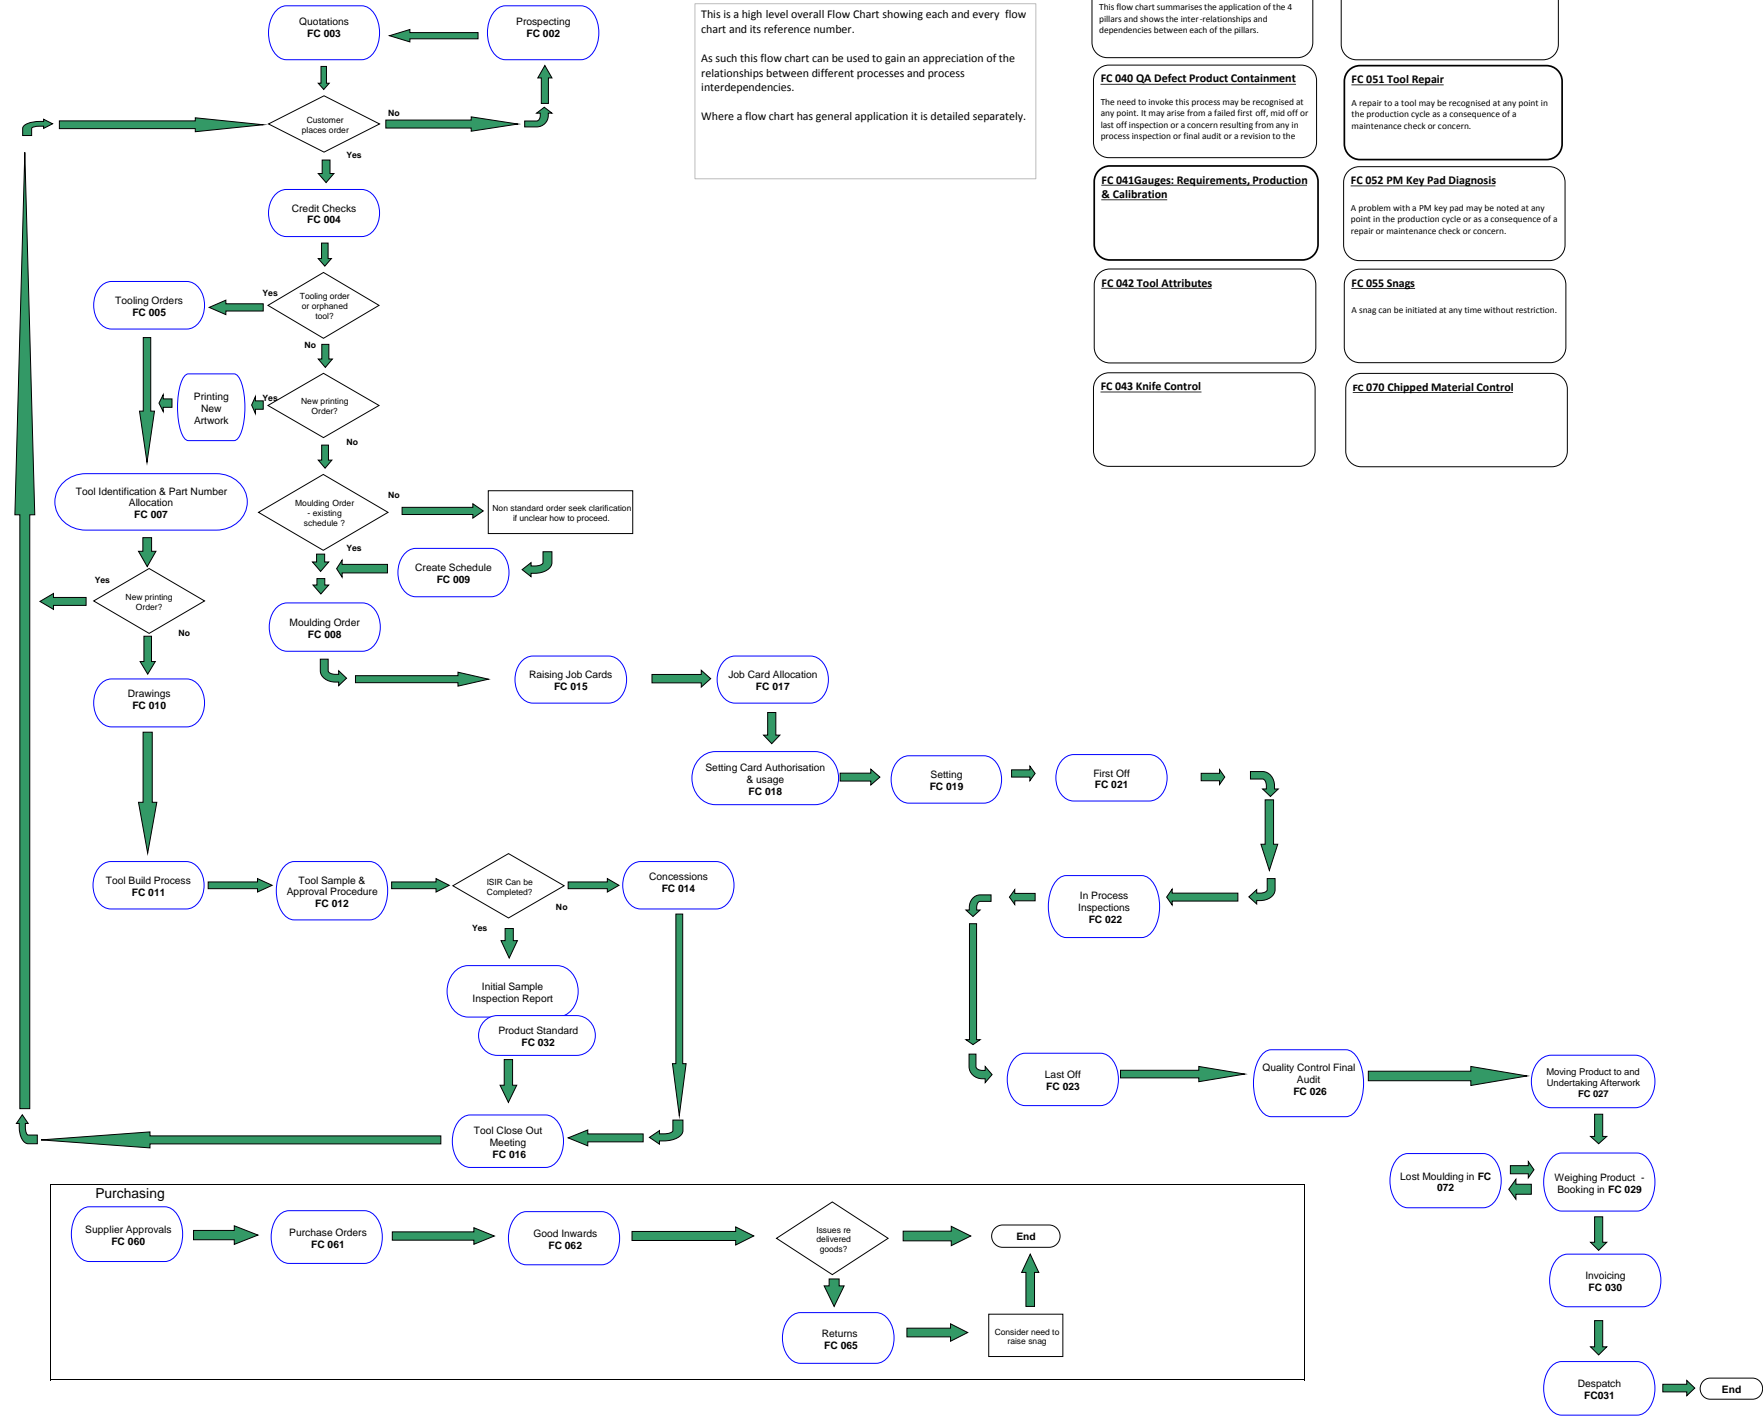 Quotations
FC 003
Prospecting
FC 002
This is a high level overall Flow Chart showing each and every flow
chart and its reference number.
As such this flow chart can be used to gain an appreciation of the
relationships between different processes and process
interdependencies.
Where a flow chart has general application it is detailed separately.
This flow chart summarises the application of the 4
pillars and shows the inter-relationships and
dependencies between each of the pillars.
FC 040 QA Defect Product Containment
The need to invoke this process may be recognised at
any point. It may arise from a failed first off, mid off or
last off inspection or a concern resulting from any in
process inspection or final audit or a revision to the
FC 051 Tool Repair
A repair to a tool may be recognised at any point in
the production cycle as a consequence of a
maintenance check or concern.
FC 041Gauges: Requirements, Production
& Calibration
FC 052 PM Key Pad Diagnosis
A problem with a PM key pad may be noted at any
point in the production cycle or as a consequence of a
repair or maintenance check or concern.
FC 042 Tool Attributes
FC 055 Snags
A snag can be initiated at any time without restriction.
FC 043 Knife Control
FC 070 Chipped Material Control
Customer
places order
No
Yes
Credit Checks
FC 004
Tooling order
or orphaned
tool?
Yes
No
Tooling Orders
FC 005
New printing
Order?
Yes
No
Printing
New
Artwork
Tool Identification & Part Number
Allocation
FC 007
Moulding Order
- existing
schedule ?
No
Yes
Non standard order seek clarification
if unclear how to proceed.
Create Schedule
FC 009
New printing
Order?
Yes
No
Moulding Order
FC 008
Drawings
FC 010
Raising Job Cards
FC 015
Job Card Allocation
FC 017
Setting Card Authorisation
& usage
FC 018
Setting
FC 019
First Off
FC 021
Tool Build Process
FC 011
Tool Sample &
Approval Procedure
FC 012
ISIR Can be
Completed?
No
Yes
Concessions
FC 014
In Process
Inspections
FC 022
Initial Sample
Inspection Report
Product Standard
FC 032
Last Off
FC 023
Quality Control Final
Audit
FC 026
Moving Product to and
Undertaking Afterwork
FC 027
Tool Close Out
Meeting
FC 016
Lost Moulding in FC
072
Weighing Product -
Booking in FC 029
Purchasing
Supplier Approvals
FC 060
Purchase Orders
FC 061
Good Inwards
FC 062
Issues re
delivered
goods?
End
Returns
FC 065
Consider need to
raise snag
Invoicing
FC 030
Despatch
FC031
End